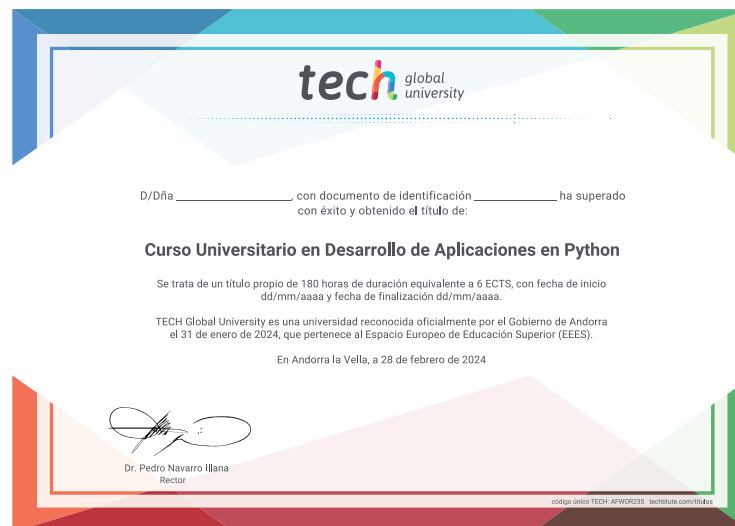 tech global university
D/Dña ______________________, con documento de identificación ________________ ha superado
con éxito y obtenido el título de:
Curso Universitario en Desarrollo de Aplicaciones en Python
Se trata de un título propio de 180 horas de duración equivalente a 6 ECTS, con fecha de inicio
dd/mm/aaaa y fecha de finalización dd/mm/aaaa.
TECH Global University es una universidad reconocida oficialmente por el Gobierno de Andorra
el 31 de enero de 2024, que pertenece al Espacio Europeo de Educación Superior (EEES).
En Andorra la Vella, a 28 de febrero de 2024
Dr. Pedro Navarro Illana
Rector
código único TECH: AFWOR23S techtitute.com/titulos